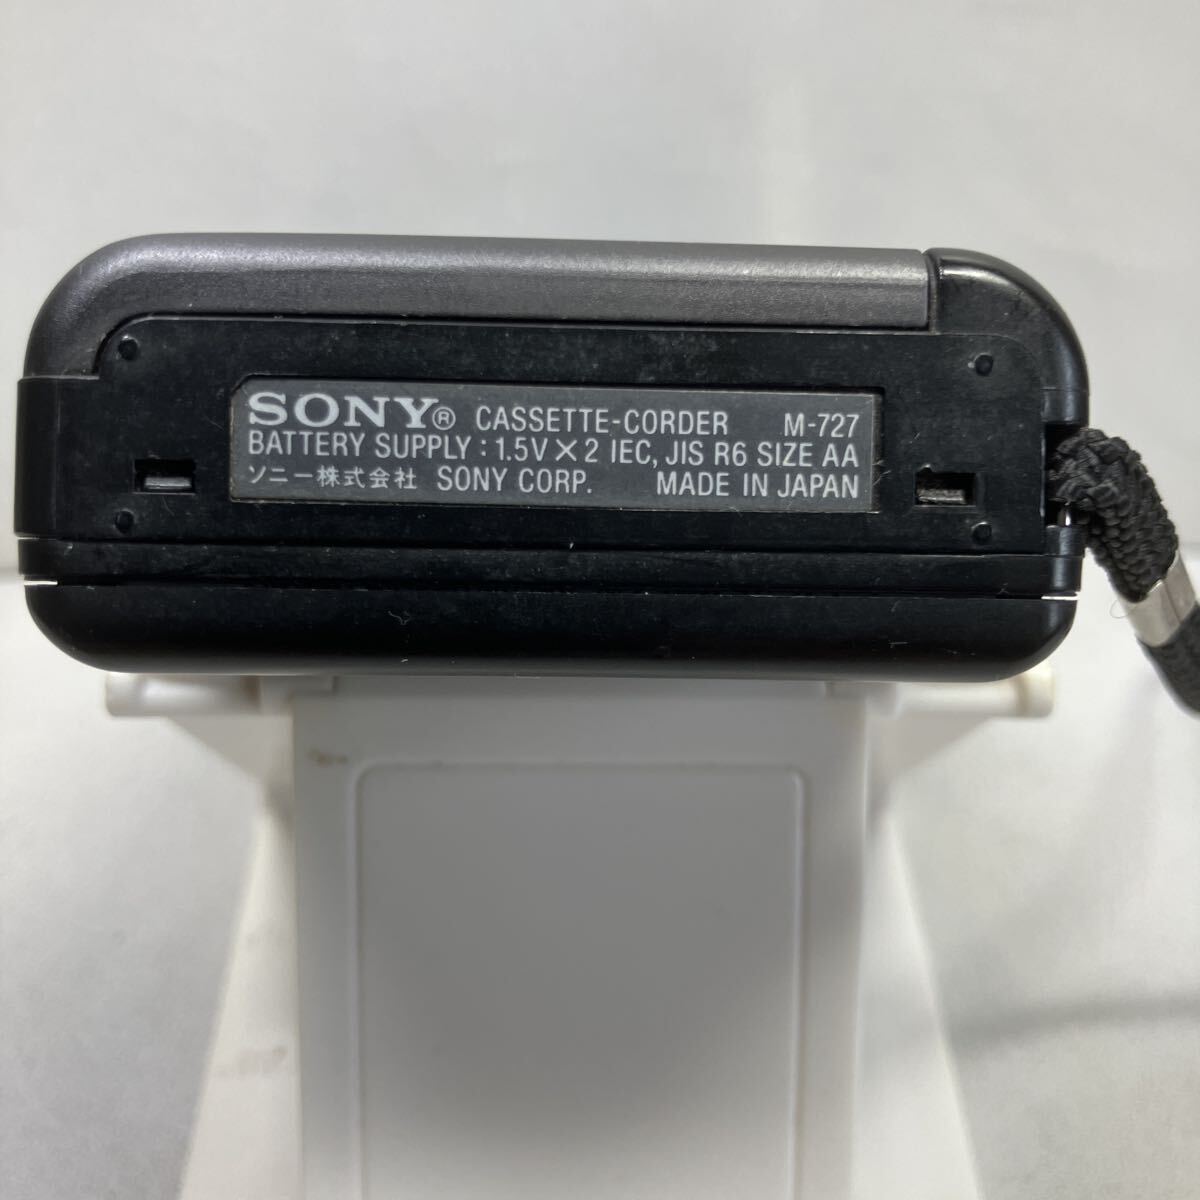 SONY® CASSETTE-CORDER M-727
BATTERY SUPPLY : 1.5V×2 IEC, JIS R6 SIZE AA
ソニー株式会社 SONY CORP. MADE IN JAPAN